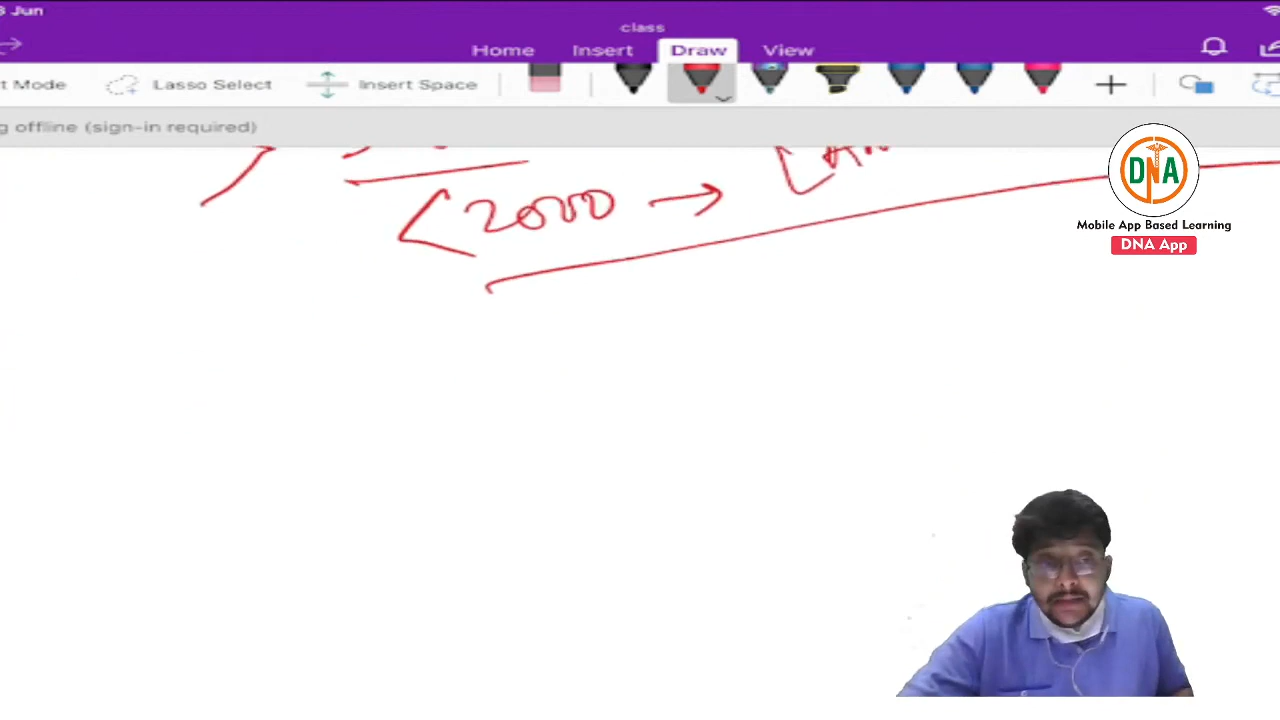 3 Jun
class
Home Insert Draw View
t Mode Lasso Select Insert Space
g offline (sign-in required)
<2000 →
DNA
Mobile App Based Learning
DNA App